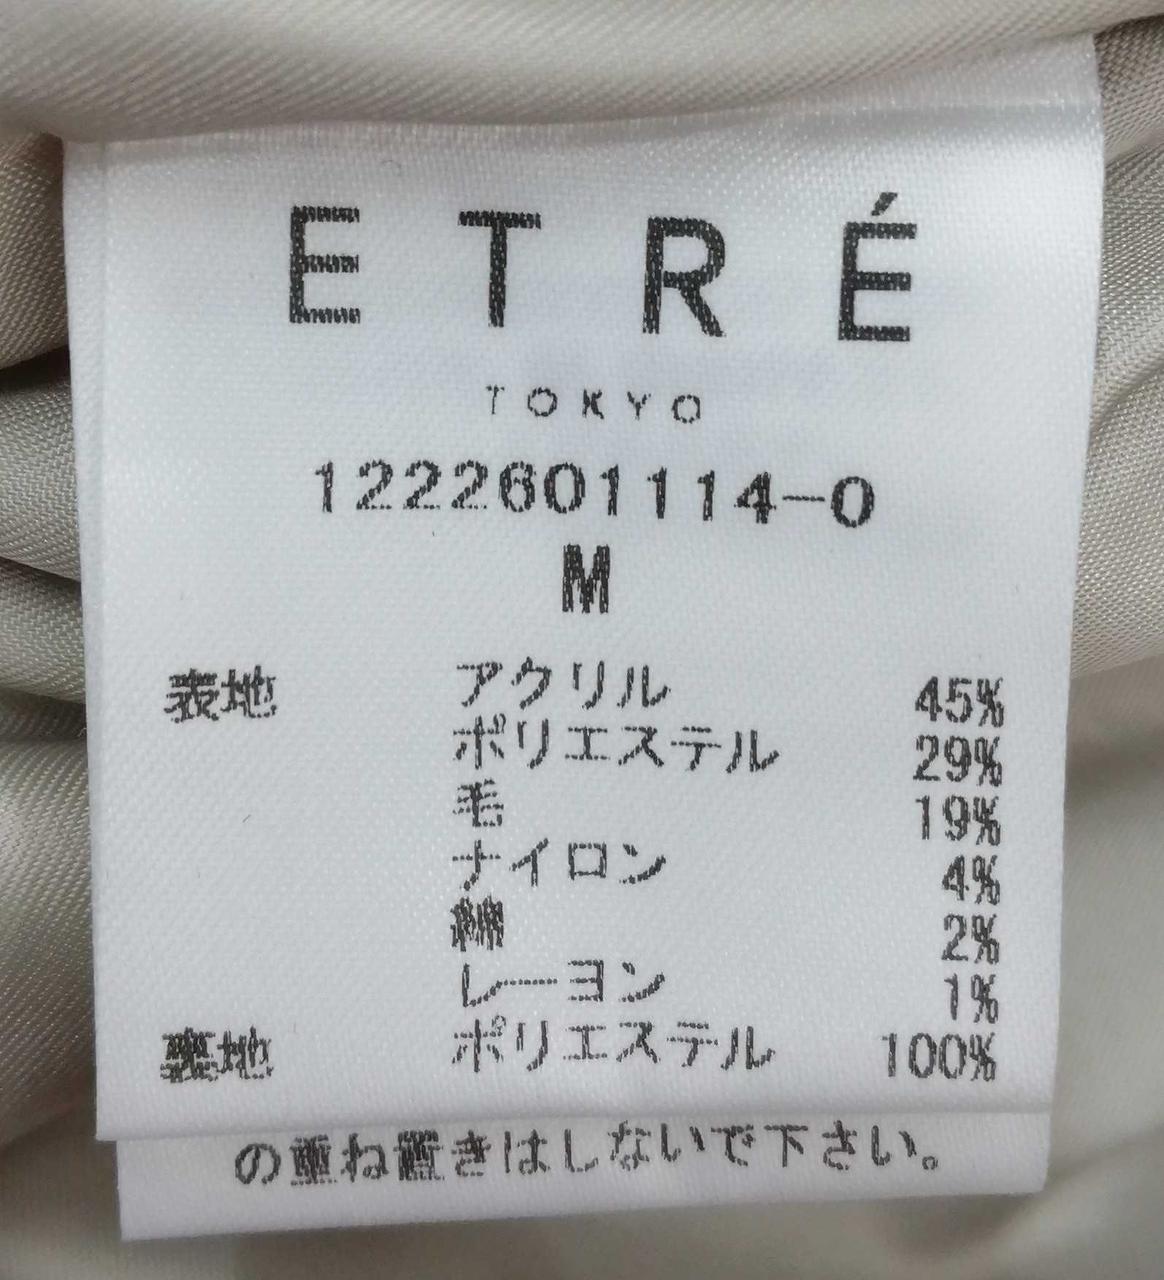 ETRÉ
TOKYO
1222601114-0
M
表地 アクリル 45%
ポリエステル 29%
毛 19%
ナイロン 4%
綿 2%
レーヨン 1%
裏地 ポリエステル 100%
の重ね置きはしないで下さい。